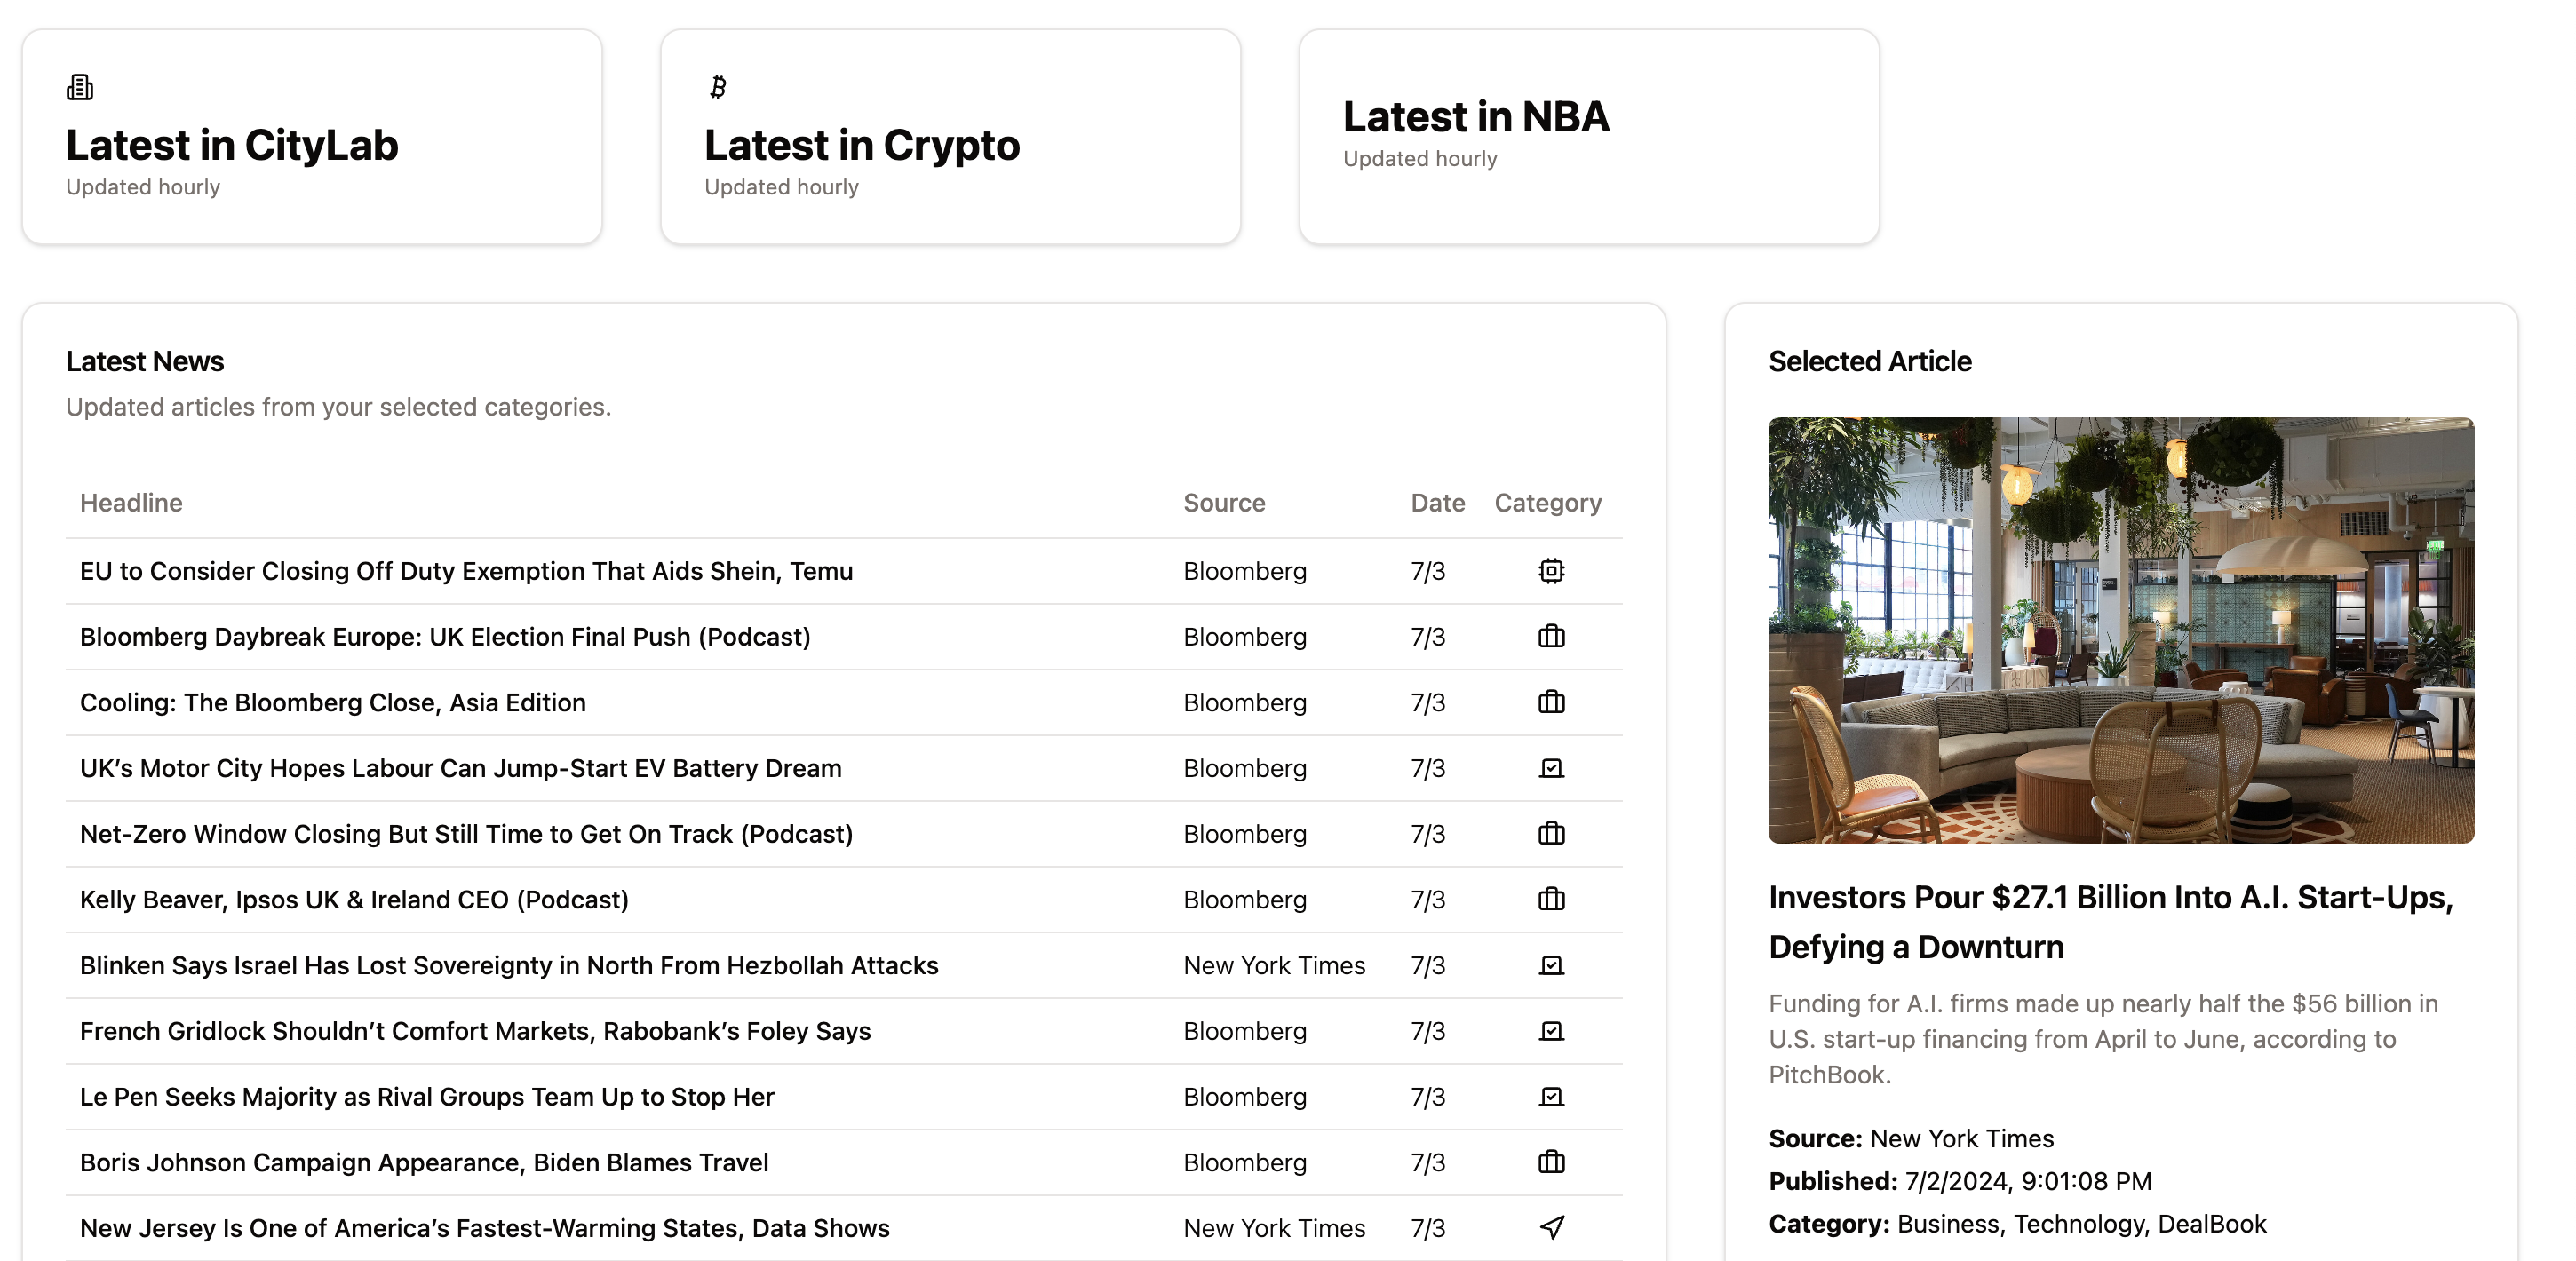 Latest in CityLab
Updated hourly
Latest in Crypto
Updated hourly
Latest in NBA
Updated hourly
Latest News
Updated articles from your selected categories.
Headline Source Date Category
EU to Consider Closing Off Duty Exemption That Aids Shein, Temu Bloomberg 7/3
Bloomberg Daybreak Europe: UK Election Final Push (Podcast) Bloomberg 7/3
Cooling: The Bloomberg Close, Asia Edition Bloomberg 7/3
UK’s Motor City Hopes Labour Can Jump-Start EV Battery Dream Bloomberg 7/3
Net-Zero Window Closing But Still Time to Get On Track (Podcast) Bloomberg 7/3
Kelly Beaver, Ipsos UK & Ireland CEO (Podcast) Bloomberg 7/3
Blinken Says Israel Has Lost Sovereignty in North From Hezbollah Attacks New York Times 7/3
French Gridlock Shouldn’t Comfort Markets, Rabobank’s Foley Says Bloomberg 7/3
Le Pen Seeks Majority as Rival Groups Team Up to Stop Her Bloomberg 7/3
Boris Johnson Campaign Appearance, Biden Blames Travel Bloomberg 7/3
New Jersey Is One of America’s Fastest-Warming States, Data Shows New York Times 7/3
Selected Article
Investors Pour $27.1 Billion Into A.I. Start-Ups,
Defying a Downturn
Funding for A.I. firms made up nearly half the $56 billion in
U.S. start-up financing from April to June, according to
PitchBook.
Source: New York Times
Published: 7/2/2024, 9:01:08 PM
Category: Business, Technology, DealBook